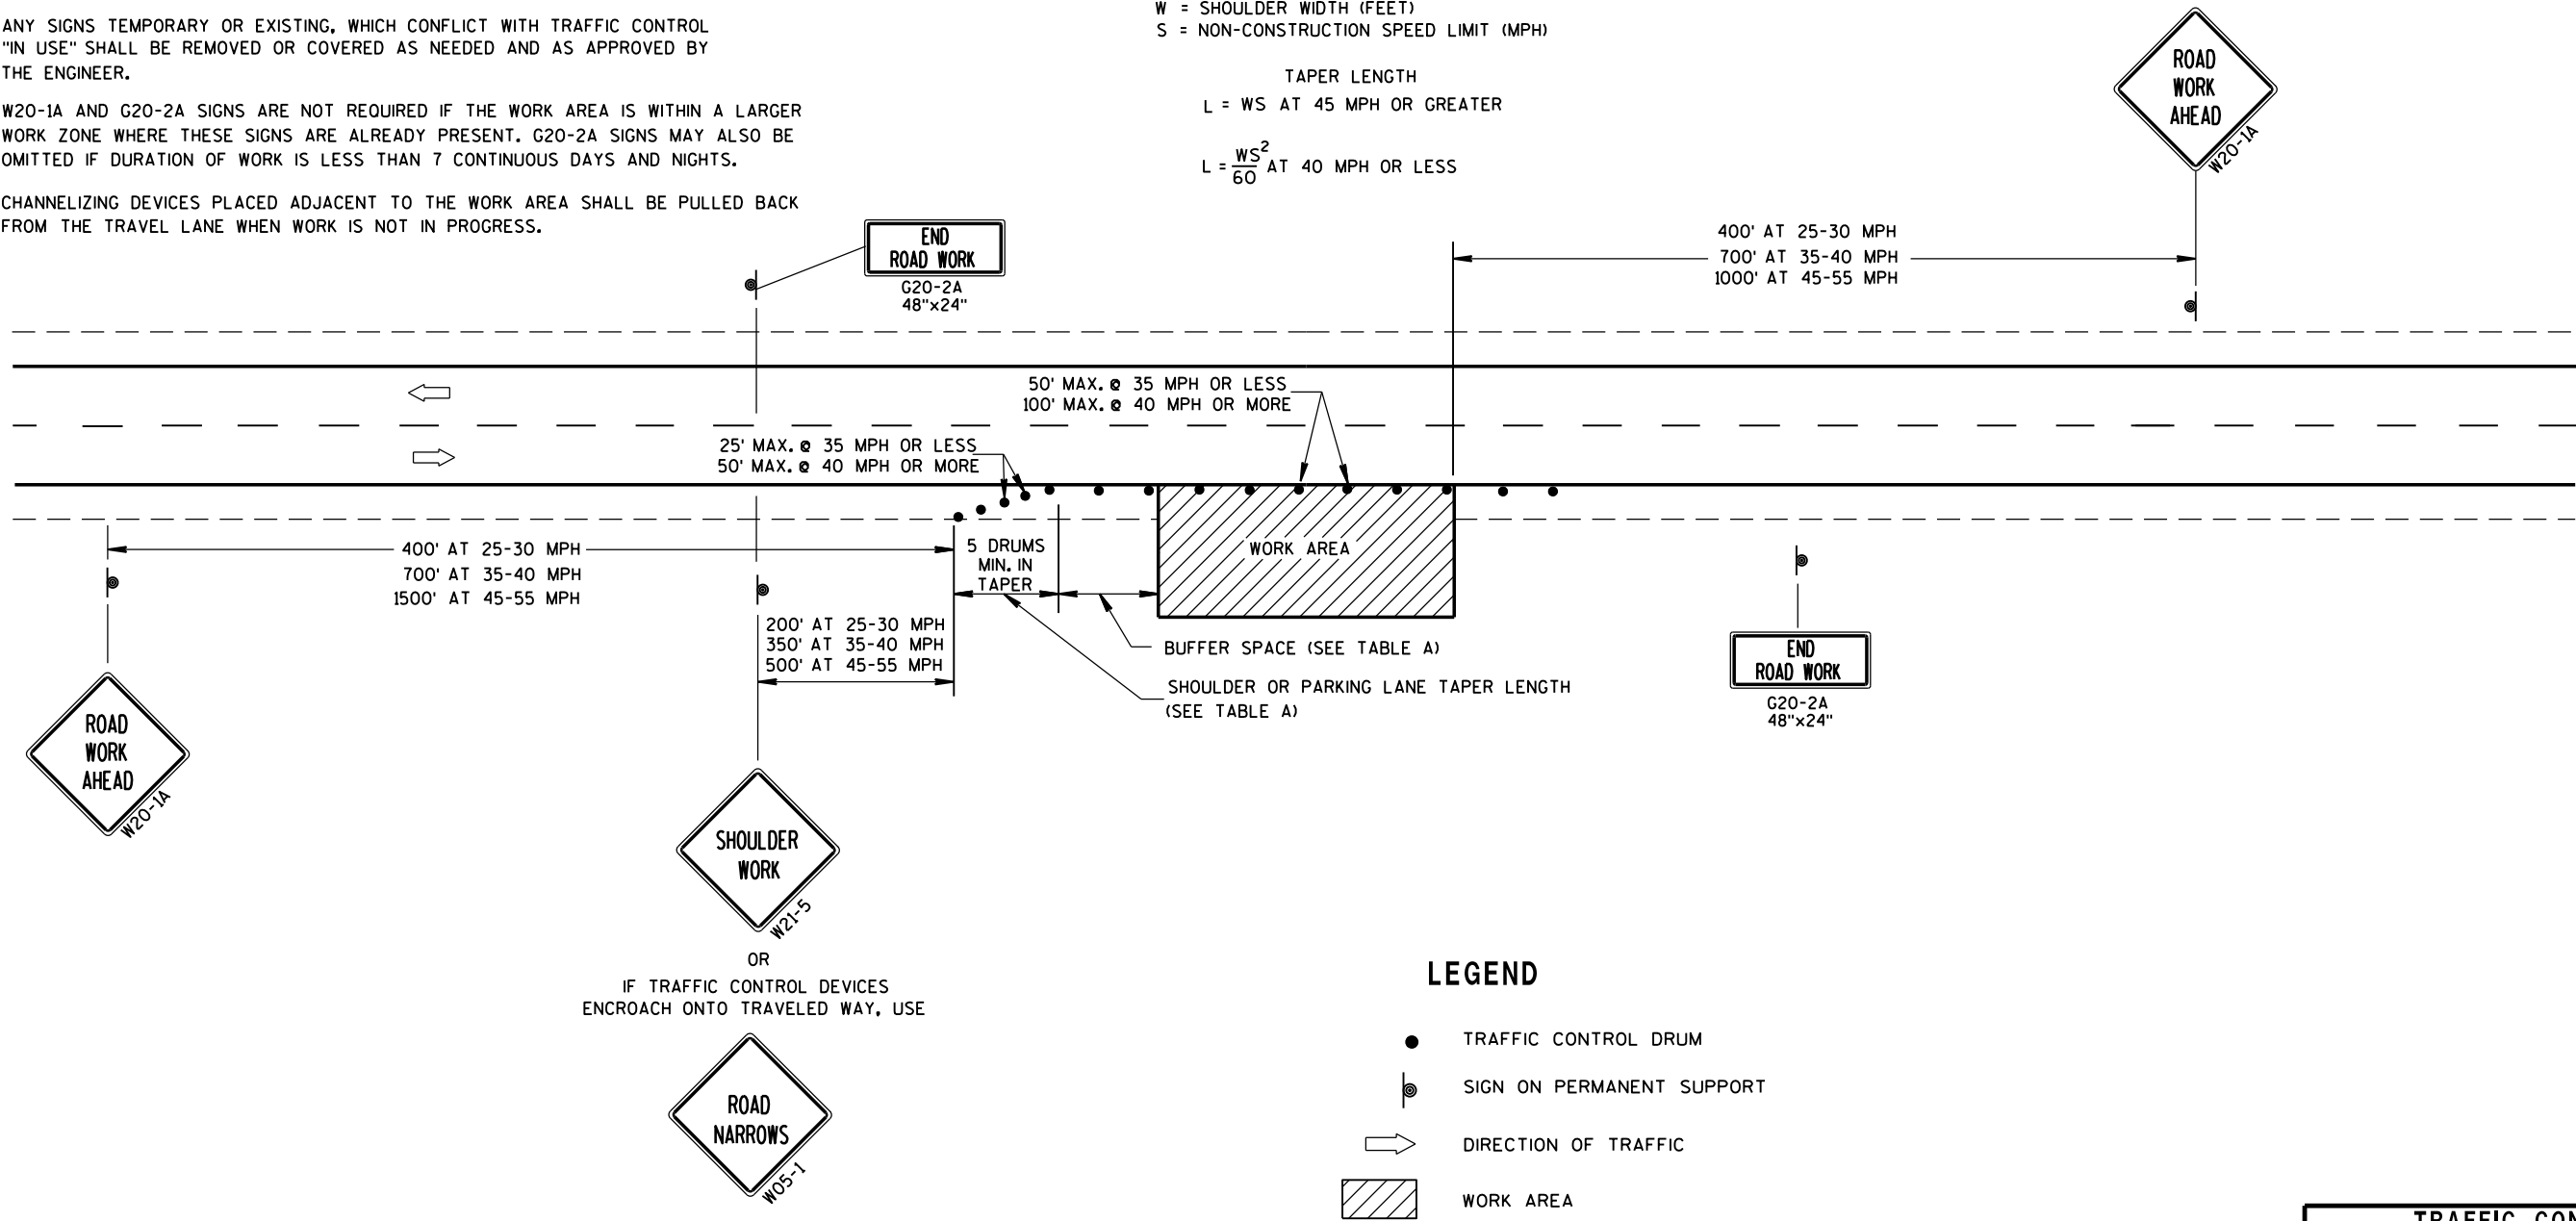 ANY SIGNS TEMPORARY OR EXISTING, WHICH CONFLICT WITH TRAFFIC CONTROL
"IN USE" SHALL BE REMOVED OR COVERED AS NEEDED AND AS APPROVED BY
THE ENGINEER.
W20-1A AND G20-2A SIGNS ARE NOT REQUIRED IF THE WORK AREA IS WITHIN A LARGER
WORK ZONE WHERE THESE SIGNS ARE ALREADY PRESENT. G20-2A SIGNS MAY ALSO BE
OMITTED IF DURATION OF WORK IS LESS THAN 7 CONTINUOUS DAYS AND NIGHTS.
CHANNELIZING DEVICES PLACED ADJACENT TO THE WORK AREA SHALL BE PULLED BACK
FROM THE TRAVEL LANE WHEN WORK IS NOT IN PROGRESS.
W = SHOULDER WIDTH (FEET)
S = NON-CONSTRUCTION SPEED LIMIT (MPH)
TAPER LENGTH
L = WS AT 45 MPH OR GREATER
L = WS²/60 AT 40 MPH OR LESS
ROAD
WORK
AHEAD
W20-1A
END
ROAD WORK
G20-2A
48"x24"
400' AT 25-30 MPH
700' AT 35-40 MPH
1000' AT 45-55 MPH
50' MAX. @ 35 MPH OR LESS
100' MAX. @ 40 MPH OR MORE
25' MAX. @ 35 MPH OR LESS
50' MAX. @ 40 MPH OR MORE
400' AT 25-30 MPH
700' AT 35-40 MPH
1500' AT 45-55 MPH
5 DRUMS
MIN. IN
TAPER
WORK AREA
200' AT 25-30 MPH
350' AT 35-40 MPH
500' AT 45-55 MPH
BUFFER SPACE (SEE TABLE A)
SHOULDER OR PARKING LANE TAPER LENGTH
(SEE TABLE A)
END
ROAD WORK
G20-2A
48"x24"
ROAD
WORK
AHEAD
W20-1A
SHOULDER
WORK
W21-5
OR
IF TRAFFIC CONTROL DEVICES
ENCROACH ONTO TRAVELED WAY, USE
ROAD
NARROWS
W05-1
LEGEND
TRAFFIC CONTROL DRUM
SIGN ON PERMANENT SUPPORT
DIRECTION OF TRAFFIC
WORK AREA
TRAFFIC CON